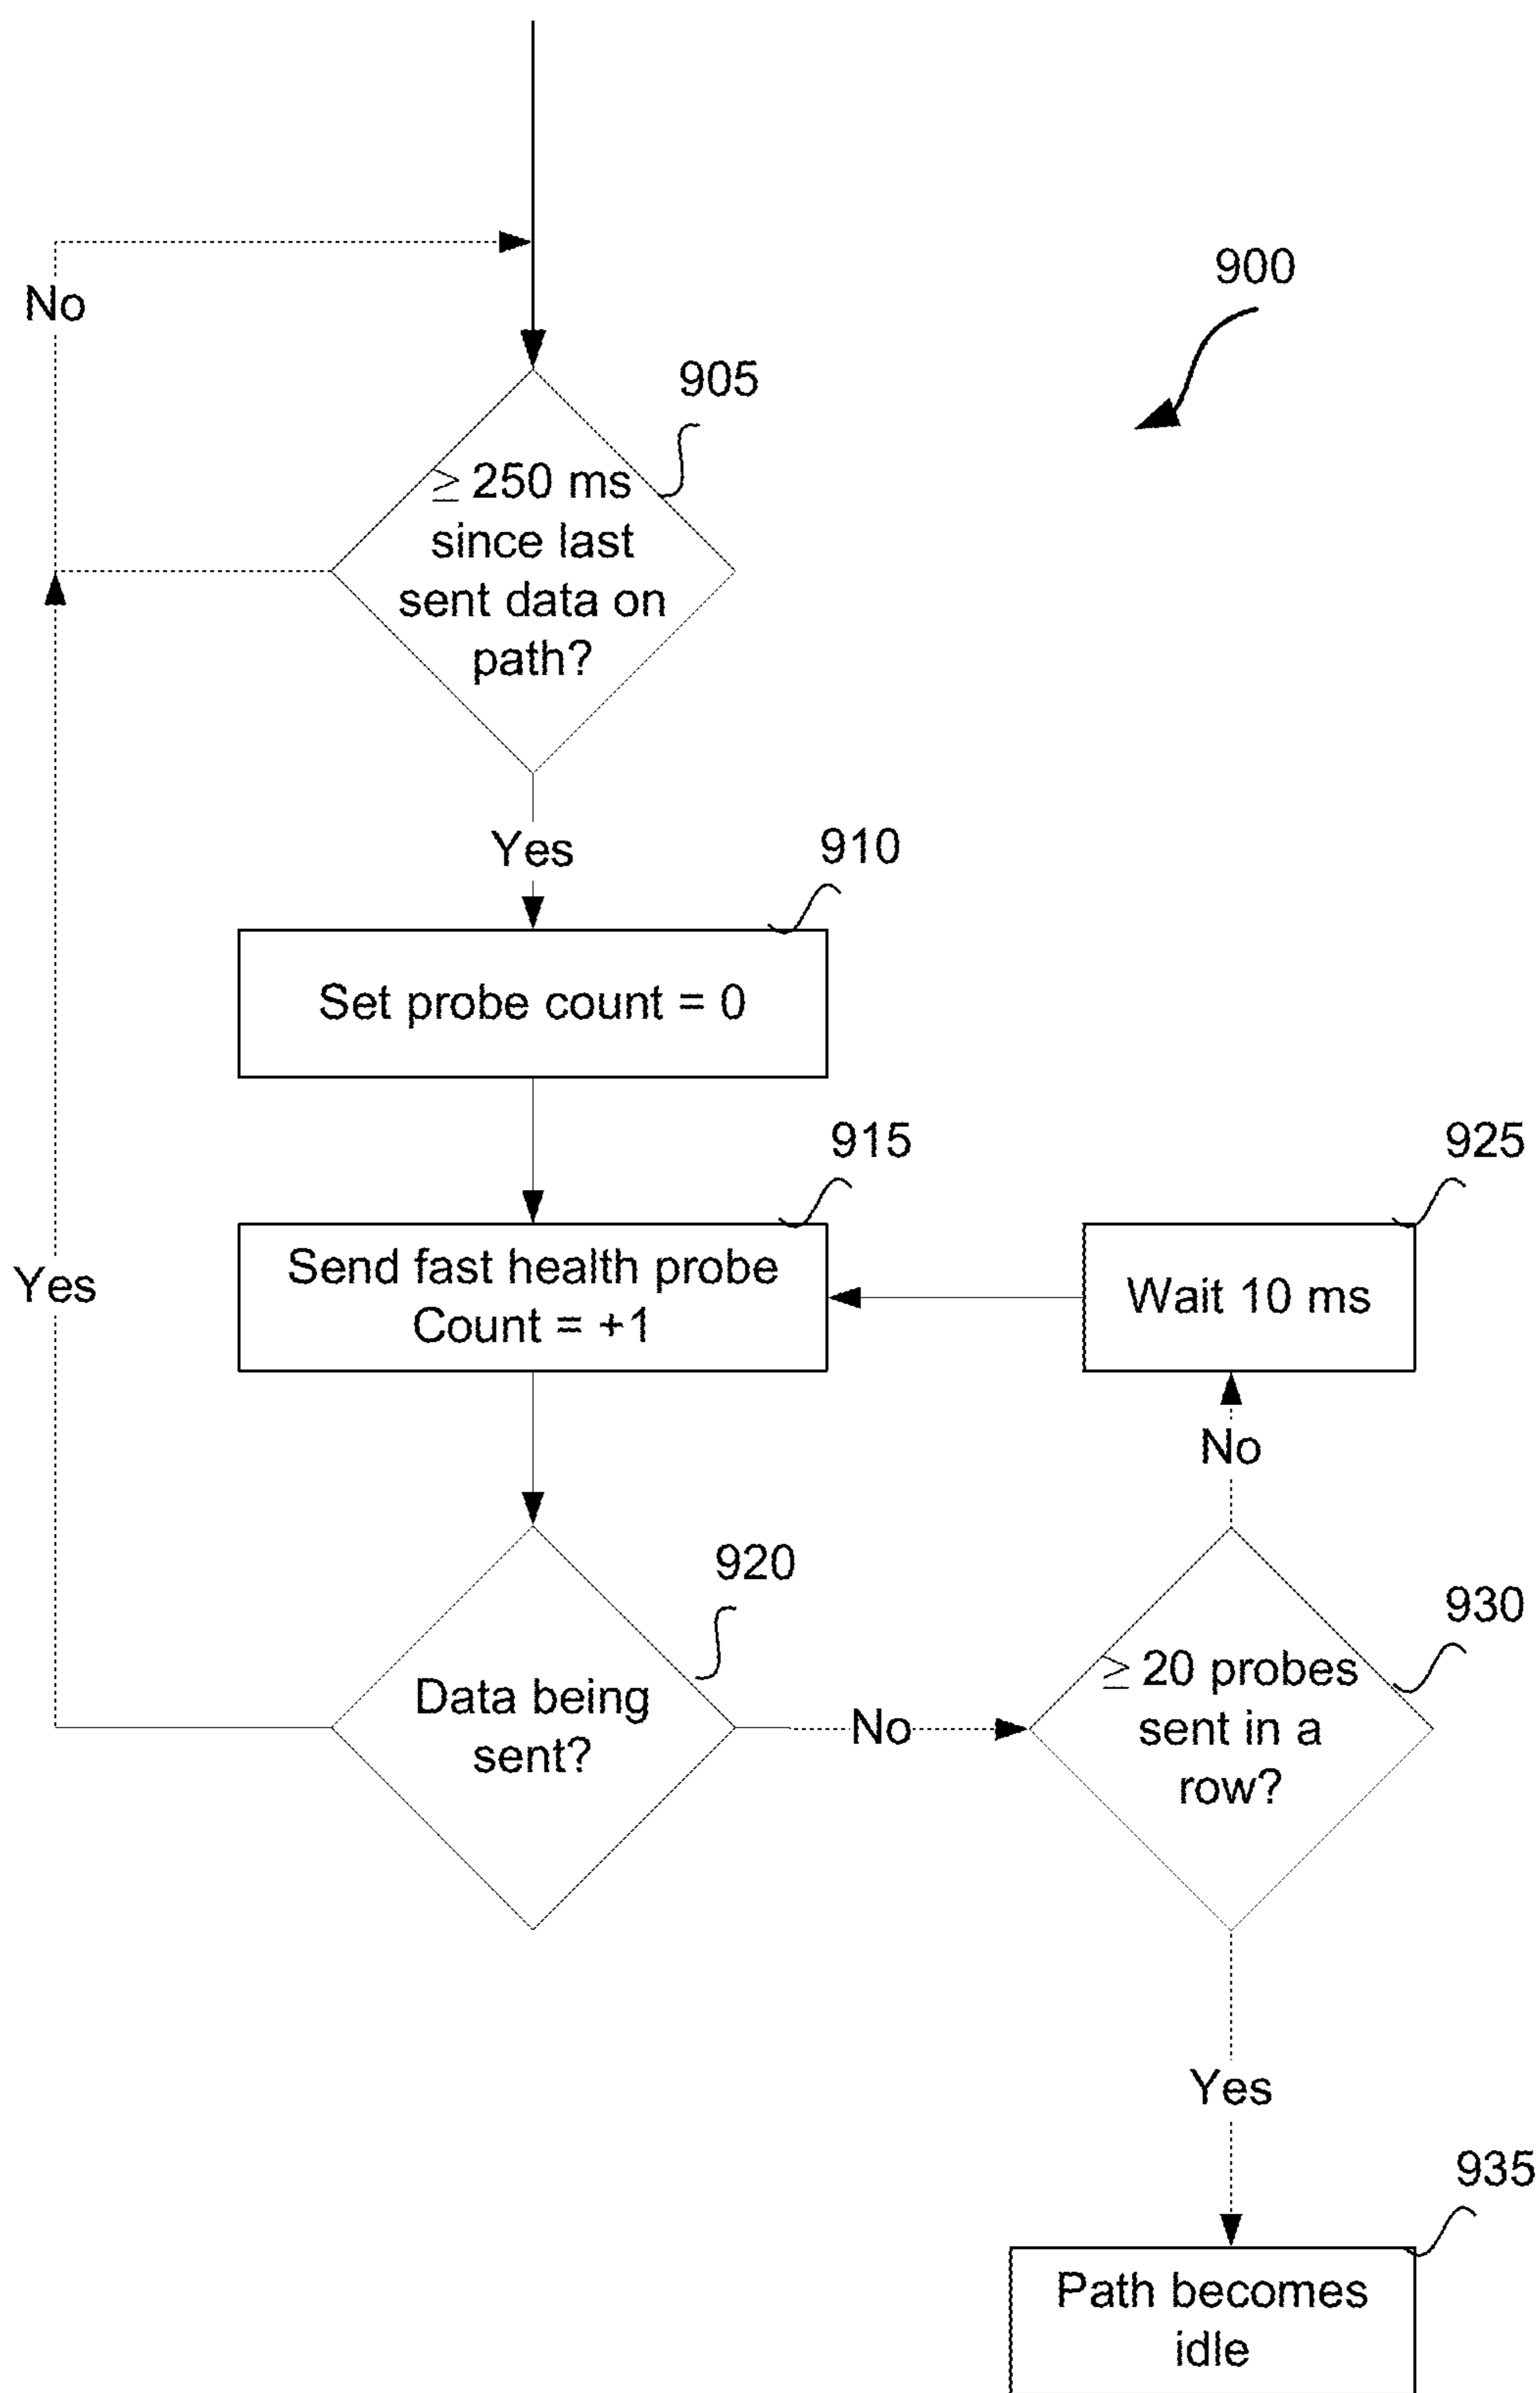 900
No
905
≥ 250 ms
since last
sent data on
path?
Yes
910
Set probe count = 0
915
925
Send fast health probe
Count = +1
Wait 10 ms
Yes
No
920
930
Data being
sent?
No
≥ 20 probes
sent in a
row?
Yes
935
Path becomes
idle